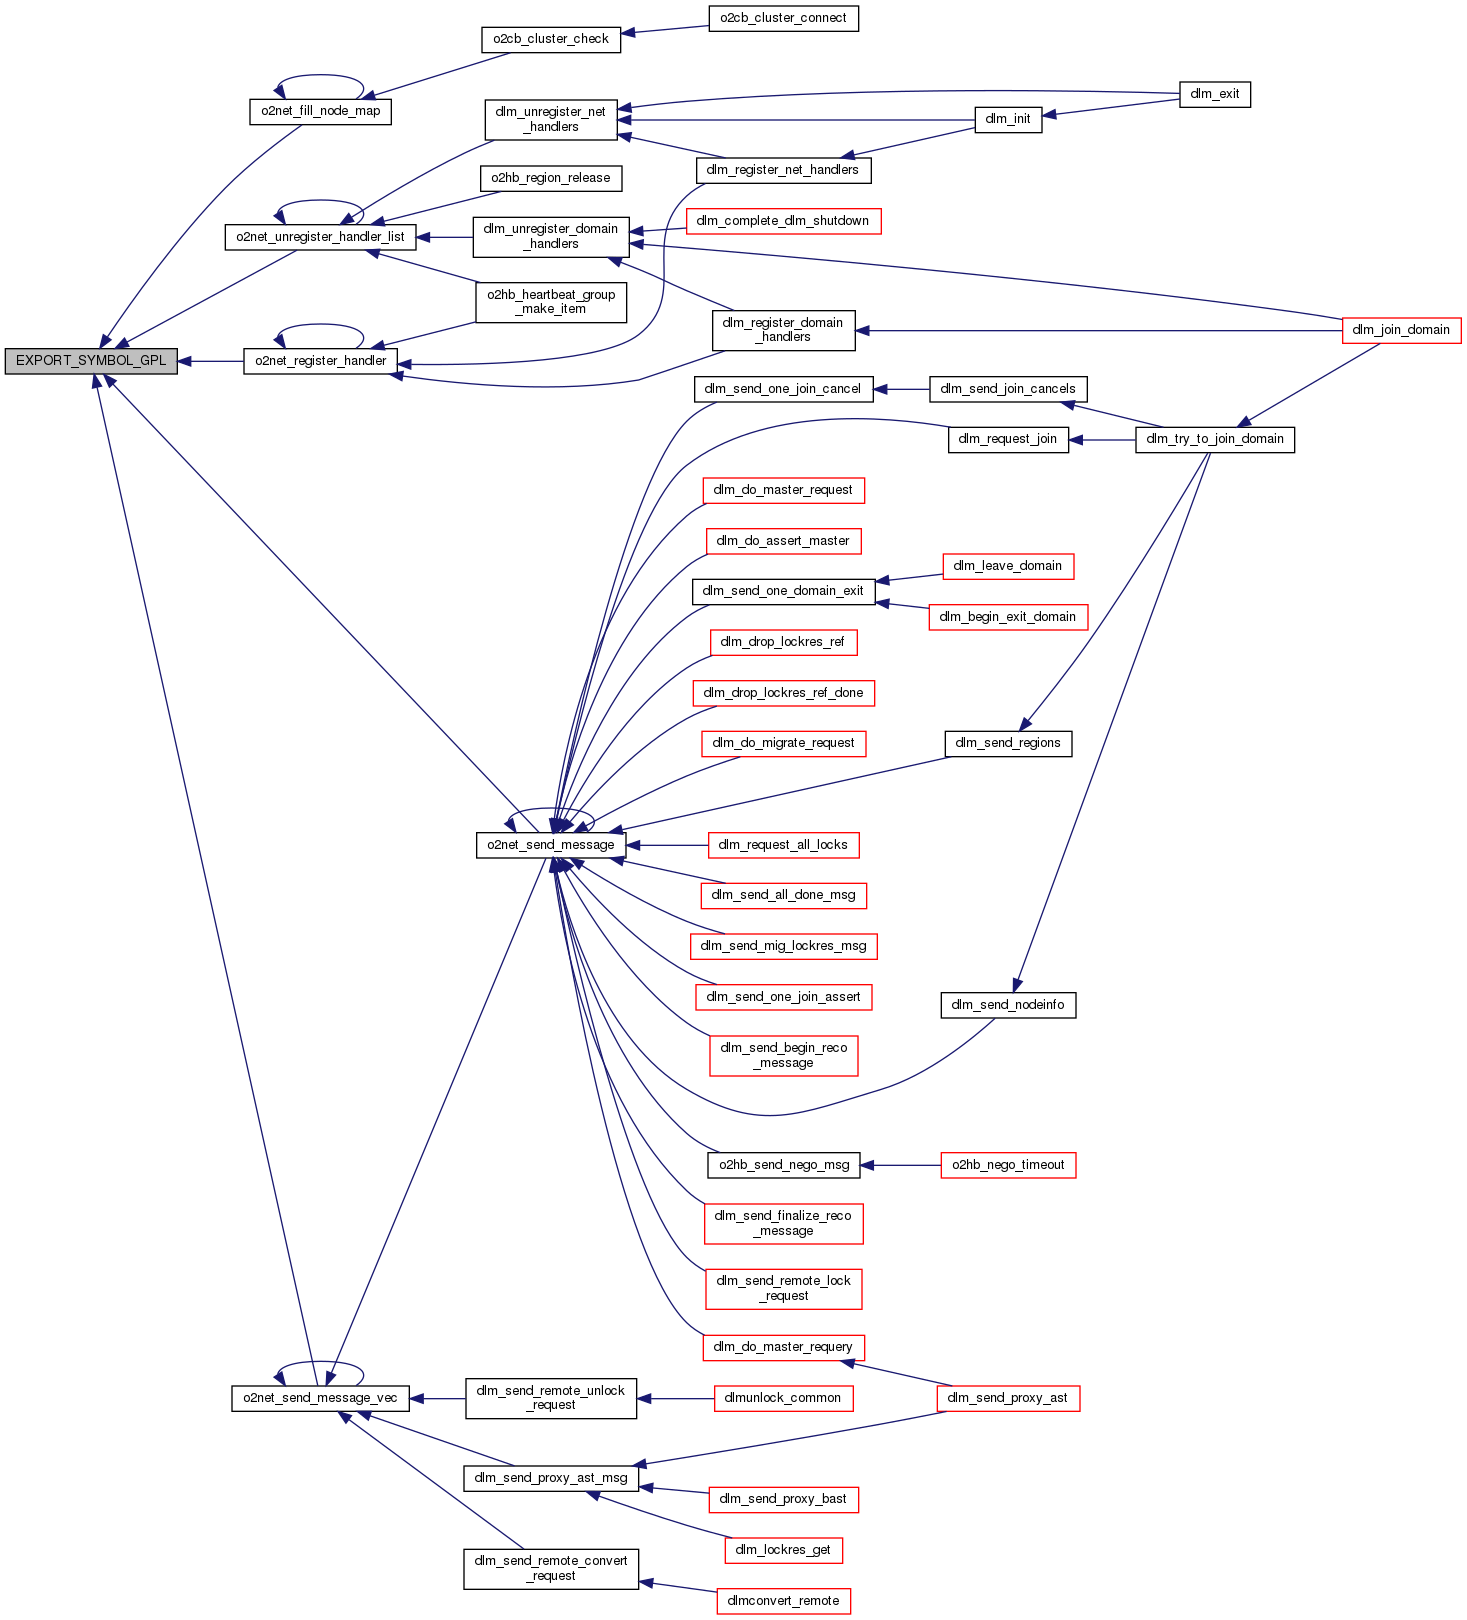 o2cb_cluster_connect
o2cb_cluster_check
o2net_fill_node_map
dlm_exit
dlm_unregister_net
_handlers
dlm_init
dlm_register_net_handlers
o2hb_region_release
o2net_unregister_handler_list
dlm_unregister_domain
_handlers
dlm_complete_dlm_shutdown
o2hb_heartbeat_group
_make_item
dlm_register_domain
_handlers
dlm_join_domain
EXPORT_SYMBOL_GPL
o2net_register_handler
dlm_send_one_join_cancel
dlm_send_join_cancels
dlm_request_join
dlm_try_to_join_domain
dlm_do_master_request
dlm_do_assert_master
dlm_send_one_domain_exit
dlm_leave_domain
dlm_begin_exit_domain
dlm_drop_lockres_ref
dlm_drop_lockres_ref_done
dlm_do_migrate_request
dlm_send_regions
o2net_send_message
dlm_request_all_locks
dlm_send_all_done_msg
dlm_send_mig_lockres_msg
dlm_send_one_join_assert
dlm_send_nodeinfo
dlm_send_begin_reco
_message
o2hb_send_nego_msg
o2hb_nego_timeout
dlm_send_finalize_reco
_message
dlm_send_remote_lock
_request
dlm_do_master_requery
o2net_send_message_vec
dlm_send_remote_unlock
_request
dlmunlock_common
dlm_send_proxy_ast
dlm_send_proxy_ast_msg
dlm_send_proxy_bast
dlm_lockres_get
dlm_send_remote_convert
_request
dlmconvert_remote